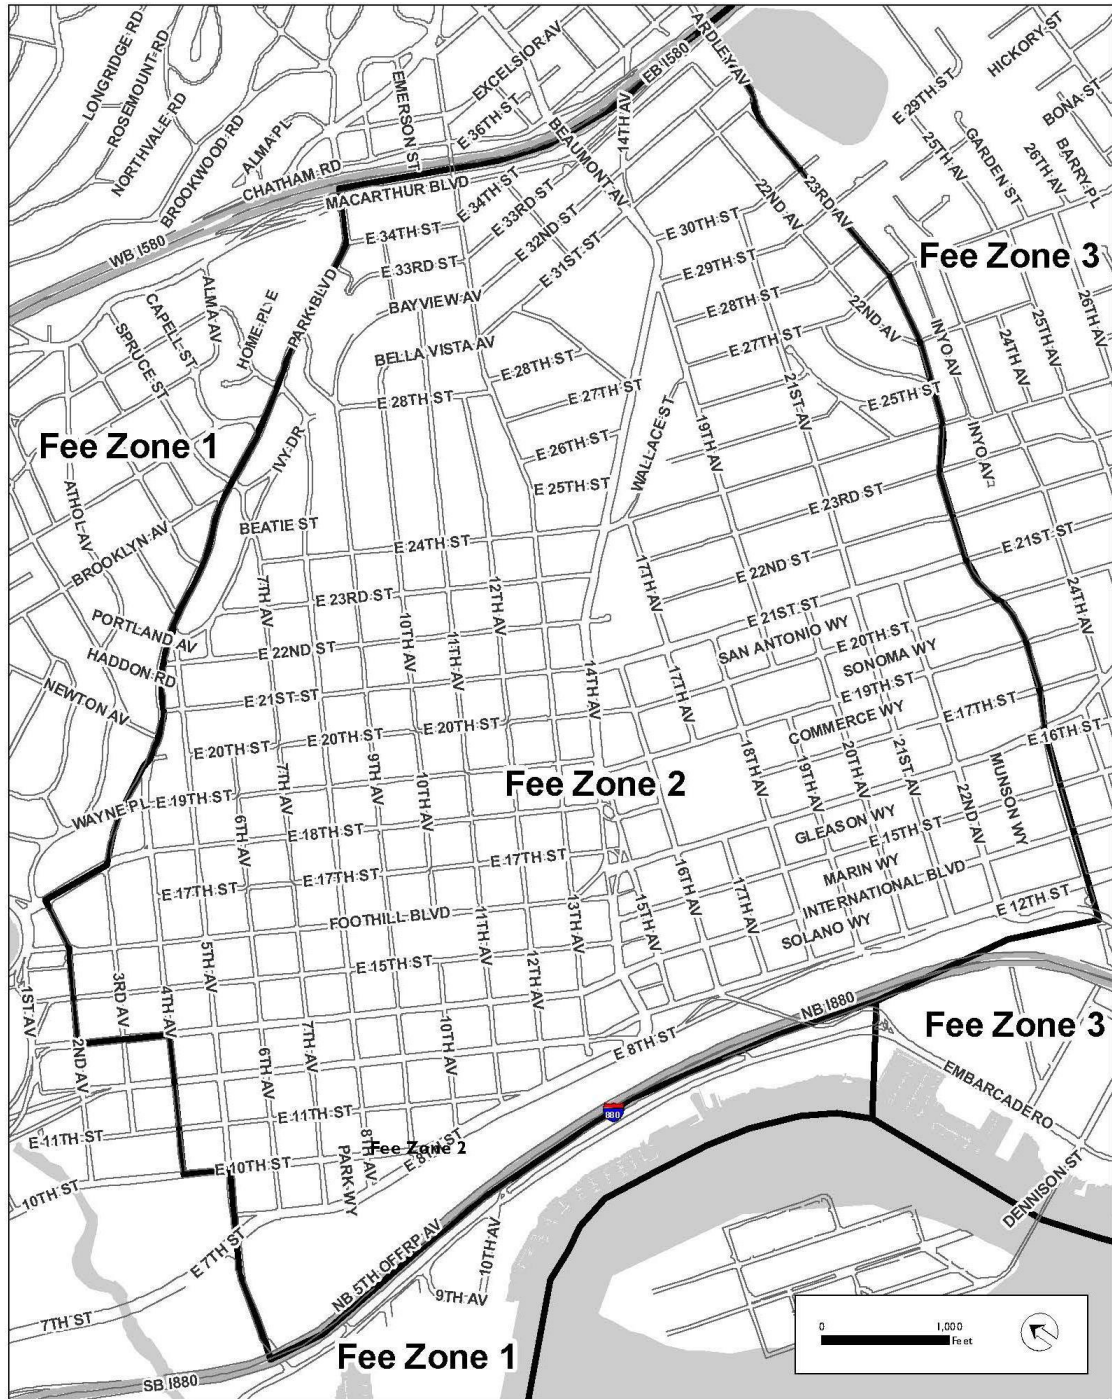 LONGRIDGE RD
ROSEMOUNT RD
NORTHVALE RD
BROOKWOOD RD
ALMA PL
CHATHAM RD
EMERSON ST
E 36TH ST
EXCELSIOR AV
BEAUMONT AV
14TH AV
EB I580
ARDLEY AV
HICKORY ST
BONA ST
E 29TH ST
25TH AV
GARDEN ST
26TH AV
BARRY PL
WB I580
MACARTHUR BLVD
E 34TH ST
E 34TH ST
E 33RD ST
E 33RD ST
E 32ND ST
E 31ST ST
E 30TH ST
22ND AV
23RD AV
Fee Zone 3
E 29TH ST
E 28TH ST
E 27TH ST
22ND AV
INYO AV
24TH AV
25TH AV
26TH AV
ALMA AV
CAPELL ST
SPRUCE ST
HOME PL E
PARK BLVD
BAYVIEW AV
BELLA VISTA AV
E 28TH ST
E 28TH ST
E 27TH ST
E 26TH ST
E 25TH ST
WALLACE ST
19TH AV
21ST AV
E 25TH ST
INYO AV
Fee Zone 1
IVY DR
ATHOL AV
BROOKLYN AV
BEATIE ST
E 24TH ST
E 23RD ST
E 23RD ST
E 22ND ST
E 21ST ST
7TH AV
10TH AV
11TH AV
12TH AV
17TH AV
E 22ND ST
E 21ST ST
24TH AV
PORTLAND AV
HADDON RD
NEWTON AV
E 21ST ST
SAN ANTONIO WY
E 20TH ST
SONOMA WY
E 19TH ST
COMMERCE WY
E 17TH ST
E 16TH ST
14TH AV
17TH AV
E 20TH ST
E 20TH ST
E 20TH ST
7TH AV
9TH AV
10TH AV
Fee Zone 2
18TH AV
19TH AV
20TH AV
21ST AV
22ND AV
MUNSON WY
WAYNE PL
E 19TH ST
6TH AV
E 18TH ST
GLEASON WY
E 15TH ST
MARIN WY
INTERNATIONAL BLVD
SOLANO WY
E 12TH ST
E 17TH ST
E 17TH ST
E 17TH ST
FOOTHILL BLVD
11TH AV
13TH AV
15TH AV
16TH AV
17TH AV
1ST AV
3RD AV
4TH AV
5TH AV
E 15TH ST
12TH AV
2ND AV
6TH AV
7TH AV
10TH AV
E 8TH ST
NB I880
Fee Zone 3
EMBARCADERO
E 11TH ST
E 11TH ST
880
E 10TH ST
10TH ST
PARK WY
8TH AV
Fee Zone 2
E 8TH ST
DENNISON ST
E 7TH ST
7TH ST
NB 5TH OFFRP AV
10TH AV
9TH AV
Fee Zone 1
SB I880
0 1,000
Feet